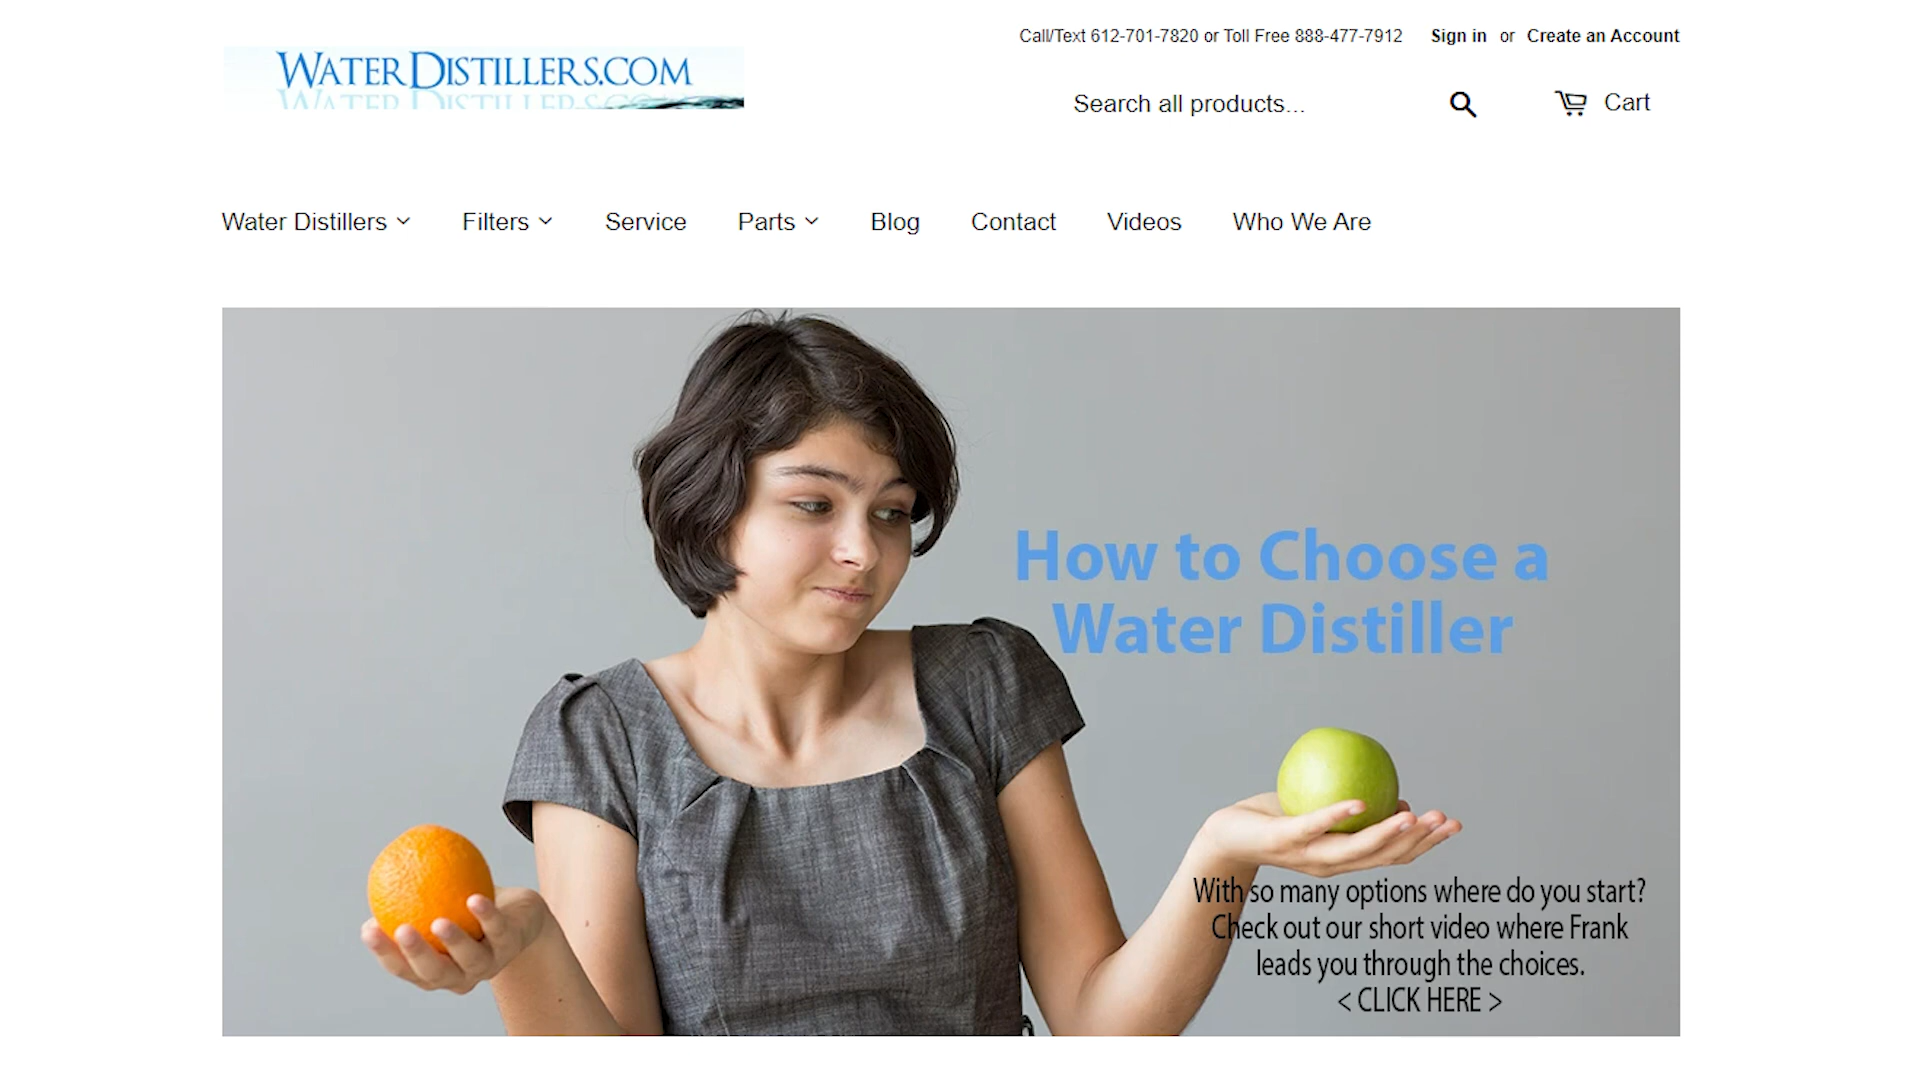 Call/Text 612-701-7820 or Toll Free 888-477-7912 Sign in or Create an Account
WATERDISTILLERS.COM
Search all products... Cart
Water Distillers Filters Service Parts Blog Contact Videos Who We Are
How to Choose a
Water Distiller
With so many options where do you start?
Check out our short video where Frank
leads you through the choices.
< CLICK HERE >